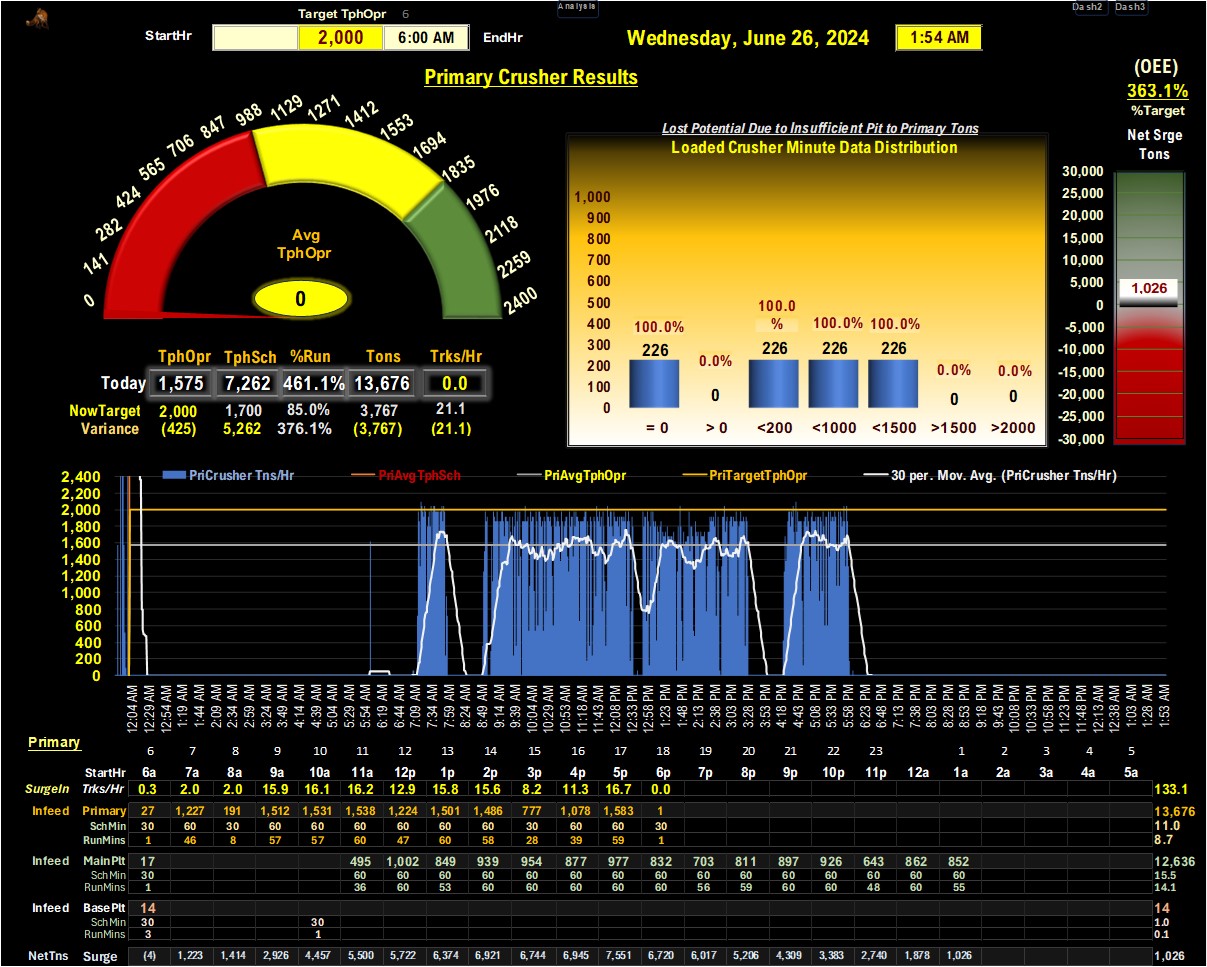 Target TphOpr 6
Analysis
Dash2 Dash3
StartHr 2,000 6:00 AM EndHr
Wednesday, June 26, 2024 1:54 AM
Primary Crusher Results
(OEE)
363.1%
%Target
Net Srge
Tons
0 141 282 424 565 706 847 988 1129 1271 1412 1553 1694 1835 1976 2118 2259 2400
Avg
TphOpr
0
Lost Potential Due to Insufficient Pit to Primary Tons
Loaded Crusher Minute Data Distribution
1,000
900
800
700
600
500
400
300
200
100
0
100.0% 0.0% 100.0 % 100.0% 100.0% 0.0% 0.0%
226 0 226 226 226 0 0
= 0 > 0 <200 <1000 <1500 >1500 >2000
30,000
25,000
20,000
15,000
10,000
5,000
0
-5,000
-10,000
-15,000
-20,000
-25,000
-30,000
1,026
TphOpr TphSch %Run Tons Trks/Hr
Today 1,575 7,262 461.1% 13,676 0.0
NowTarget 2,000 1,700 85.0% 3,767 21.1
Variance (425) 5,262 376.1% (3,767) (21.1)
PriCrusher Tns/Hr PriAvgTphSch PriAvgTphOpr PriTargetTphOpr 30 per. Mov. Avg. (PriCrusher Tns/Hr)
2,400
2,200
2,000
1,800
1,600
1,400
1,200
1,000
800
600
400
200
0
12:04 AM 12:29 AM 12:54 AM 1:19 AM 1:44 AM 2:09 AM 2:34 AM 2:59 AM 3:24 AM 3:49 AM 4:14 AM 4:39 AM 5:04 AM 5:29 AM 5:54 AM 6:44 AM 7:09 AM 7:34 AM 7:59 AM 8:24 AM 8:49 AM 9:14 AM 9:39 AM 10:04 AM 10:29 AM 10:53 AM 11:18 AM 11:43 AM 12:08 PM 12:33 PM 12:58 PM 1:23 PM 1:48 PM 2:13 PM 2:38 PM 3:03 PM 3:28 PM 3:53 PM 4:18 PM 4:43 PM 5:08 PM 5:33 PM 5:58 PM 6:23 PM 6:48 PM 7:13 PM 7:38 PM 8:03 PM 8:28 PM 8:53 PM 9:18 PM 9:43 PM 10:08 PM 10:33 PM 10:58 PM 11:23 PM 11:48 PM 12:13 AM 12:38 AM 1:03 AM 1:28 AM 1:53 AM
Primary
6 7 8 9 10 11 12 13 14 15 16 17 18 19 20 21 22 23 1 2 3 4 5
StartHr 6a 7a 8a 9a 10a 11a 12p 1p 2p 3p 4p 5p 6p 7p 8p 9p 10p 11p 12a 1a 2a 3a 4a 5a
SurgeIn Trks/Hr 0.3 2.0 2.0 15.9 16.1 16.2 12.9 15.8 15.6 8.2 11.3 16.7 0.0 133.1
Infeed Primary 27 1,227 191 1,512 1,531 1,538 1,224 1,501 1,486 777 1,078 1,583 1 13,676
SchMin 30 60 30 60 60 60 60 60 60 30 60 60 30 11.0
RunMins 1 46 8 57 57 60 47 60 58 28 39 59 1 8.7
Infeed MainPlt 17 495 1,002 849 939 954 877 977 832 703 811 897 926 643 862 852 12,636
SchMin 30 60 60 60 60 60 60 60 60 60 60 60 60 60 60 60 15.5
RunMins 1 36 60 53 60 60 60 60 60 56 59 60 60 48 60 55 14.1
Infeed BasePlt 14 14
SchMin 30 30 1.0
RunMins 3 1 0.1
NetTns Surge (4) 1,223 1,414 2,926 4,457 5,500 5,722 6,374 6,921 6,744 6,945 7,551 6,720 6,017 5,206 4,309 3,383 2,740 1,878 1,026 1,026